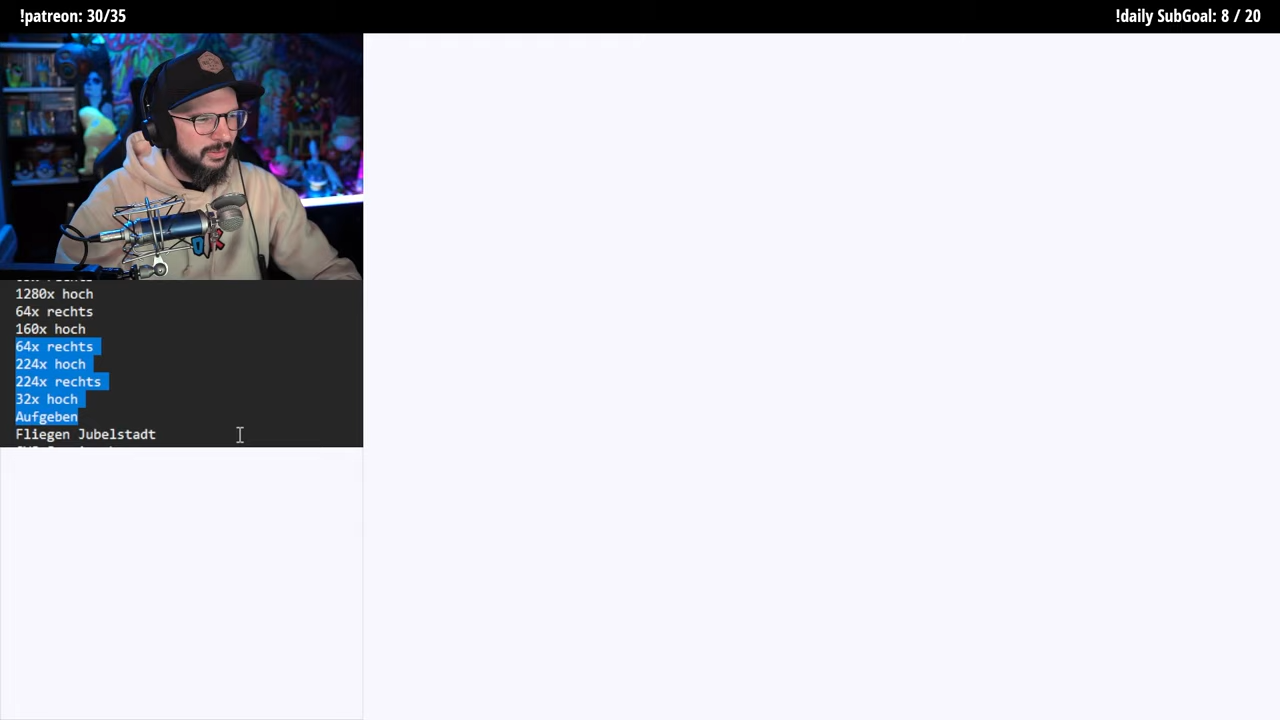 !patreon: 30/35
!daily SubGoal: 8 / 20
1280x hoch
64x rechts
160x hoch
64x rechts
224x hoch
224x rechts
32x hoch
Aufgeben
Fliegen Jubelstadt